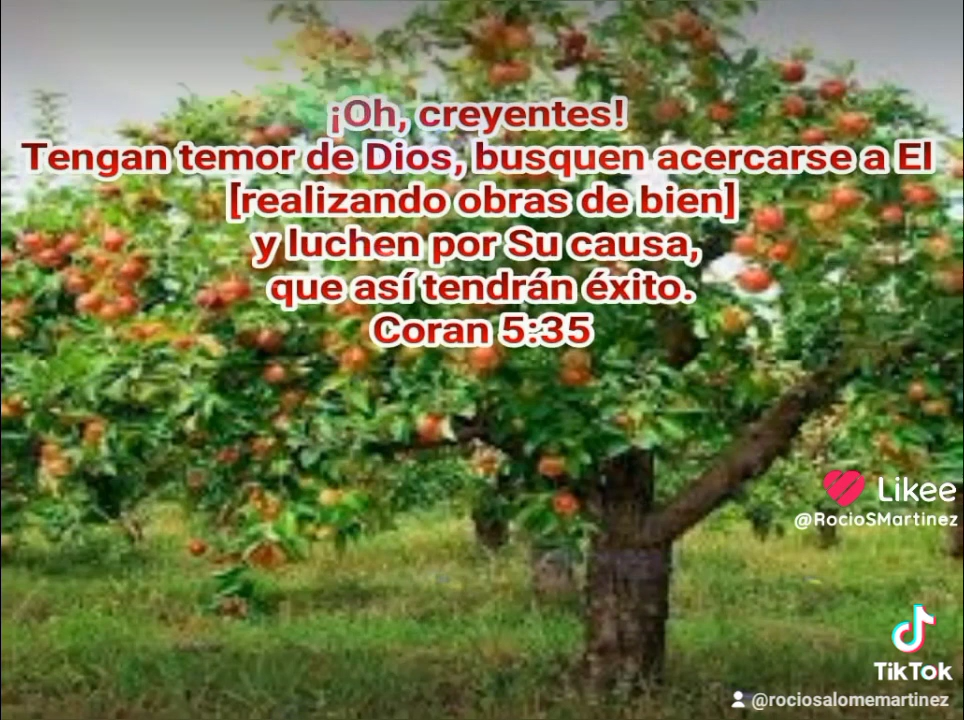 ¡Oh, creyentes!
Tengan temor de Dios, busquen acercarse a El
[realizando obras de bien]
y luchen por Su causa,
que así tendrán éxito.
Coran 5:35
Likee
@RocioSMartinez
TikTok
@rociosalomemartinez